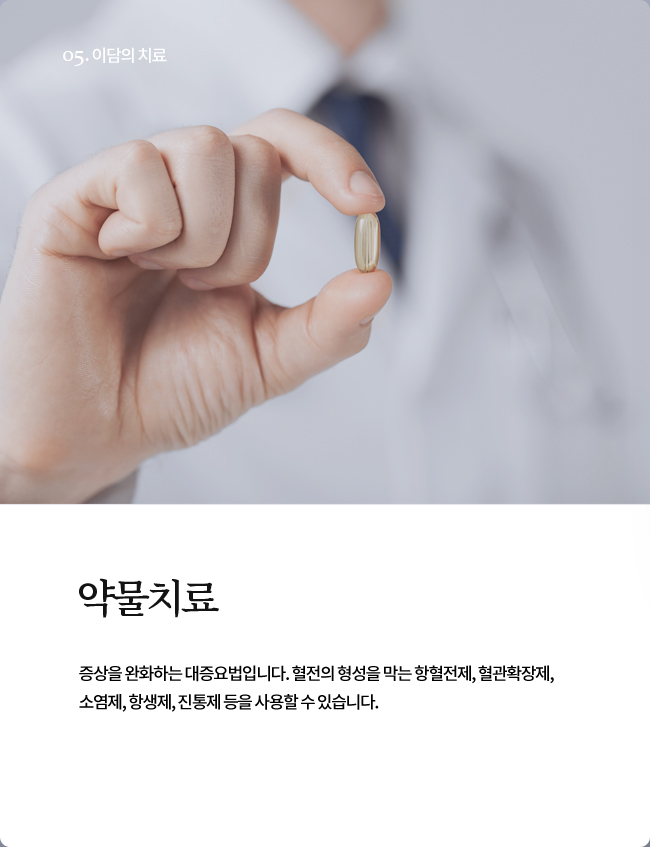 05. 이담의 치료
약물치료
증상을 완화하는 대증요법입니다. 혈전의 형성을 막는 항혈전제, 혈관확장제,
소염제, 항생제, 진통제 등을 사용할 수 있습니다.